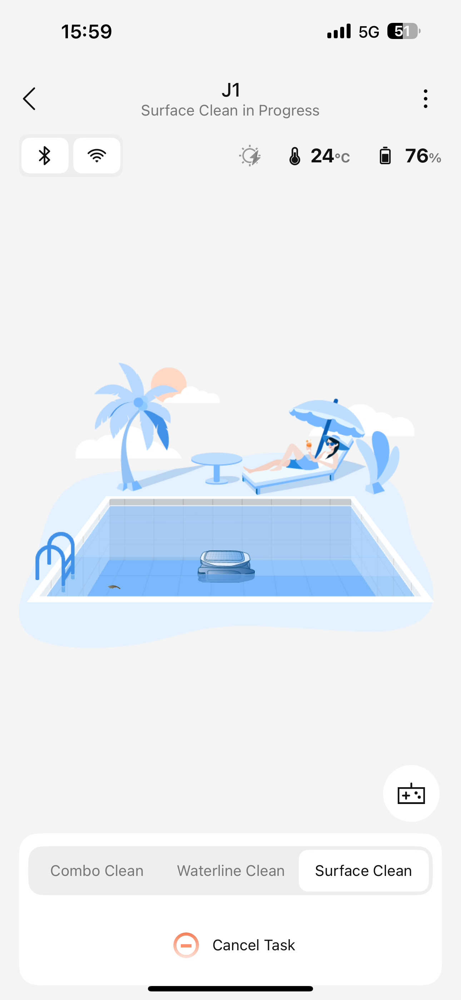 15:59
5G
51
J1
Surface Clean in Progress
24°C
76%
Combo Clean
Waterline Clean
Surface Clean
Cancel Task